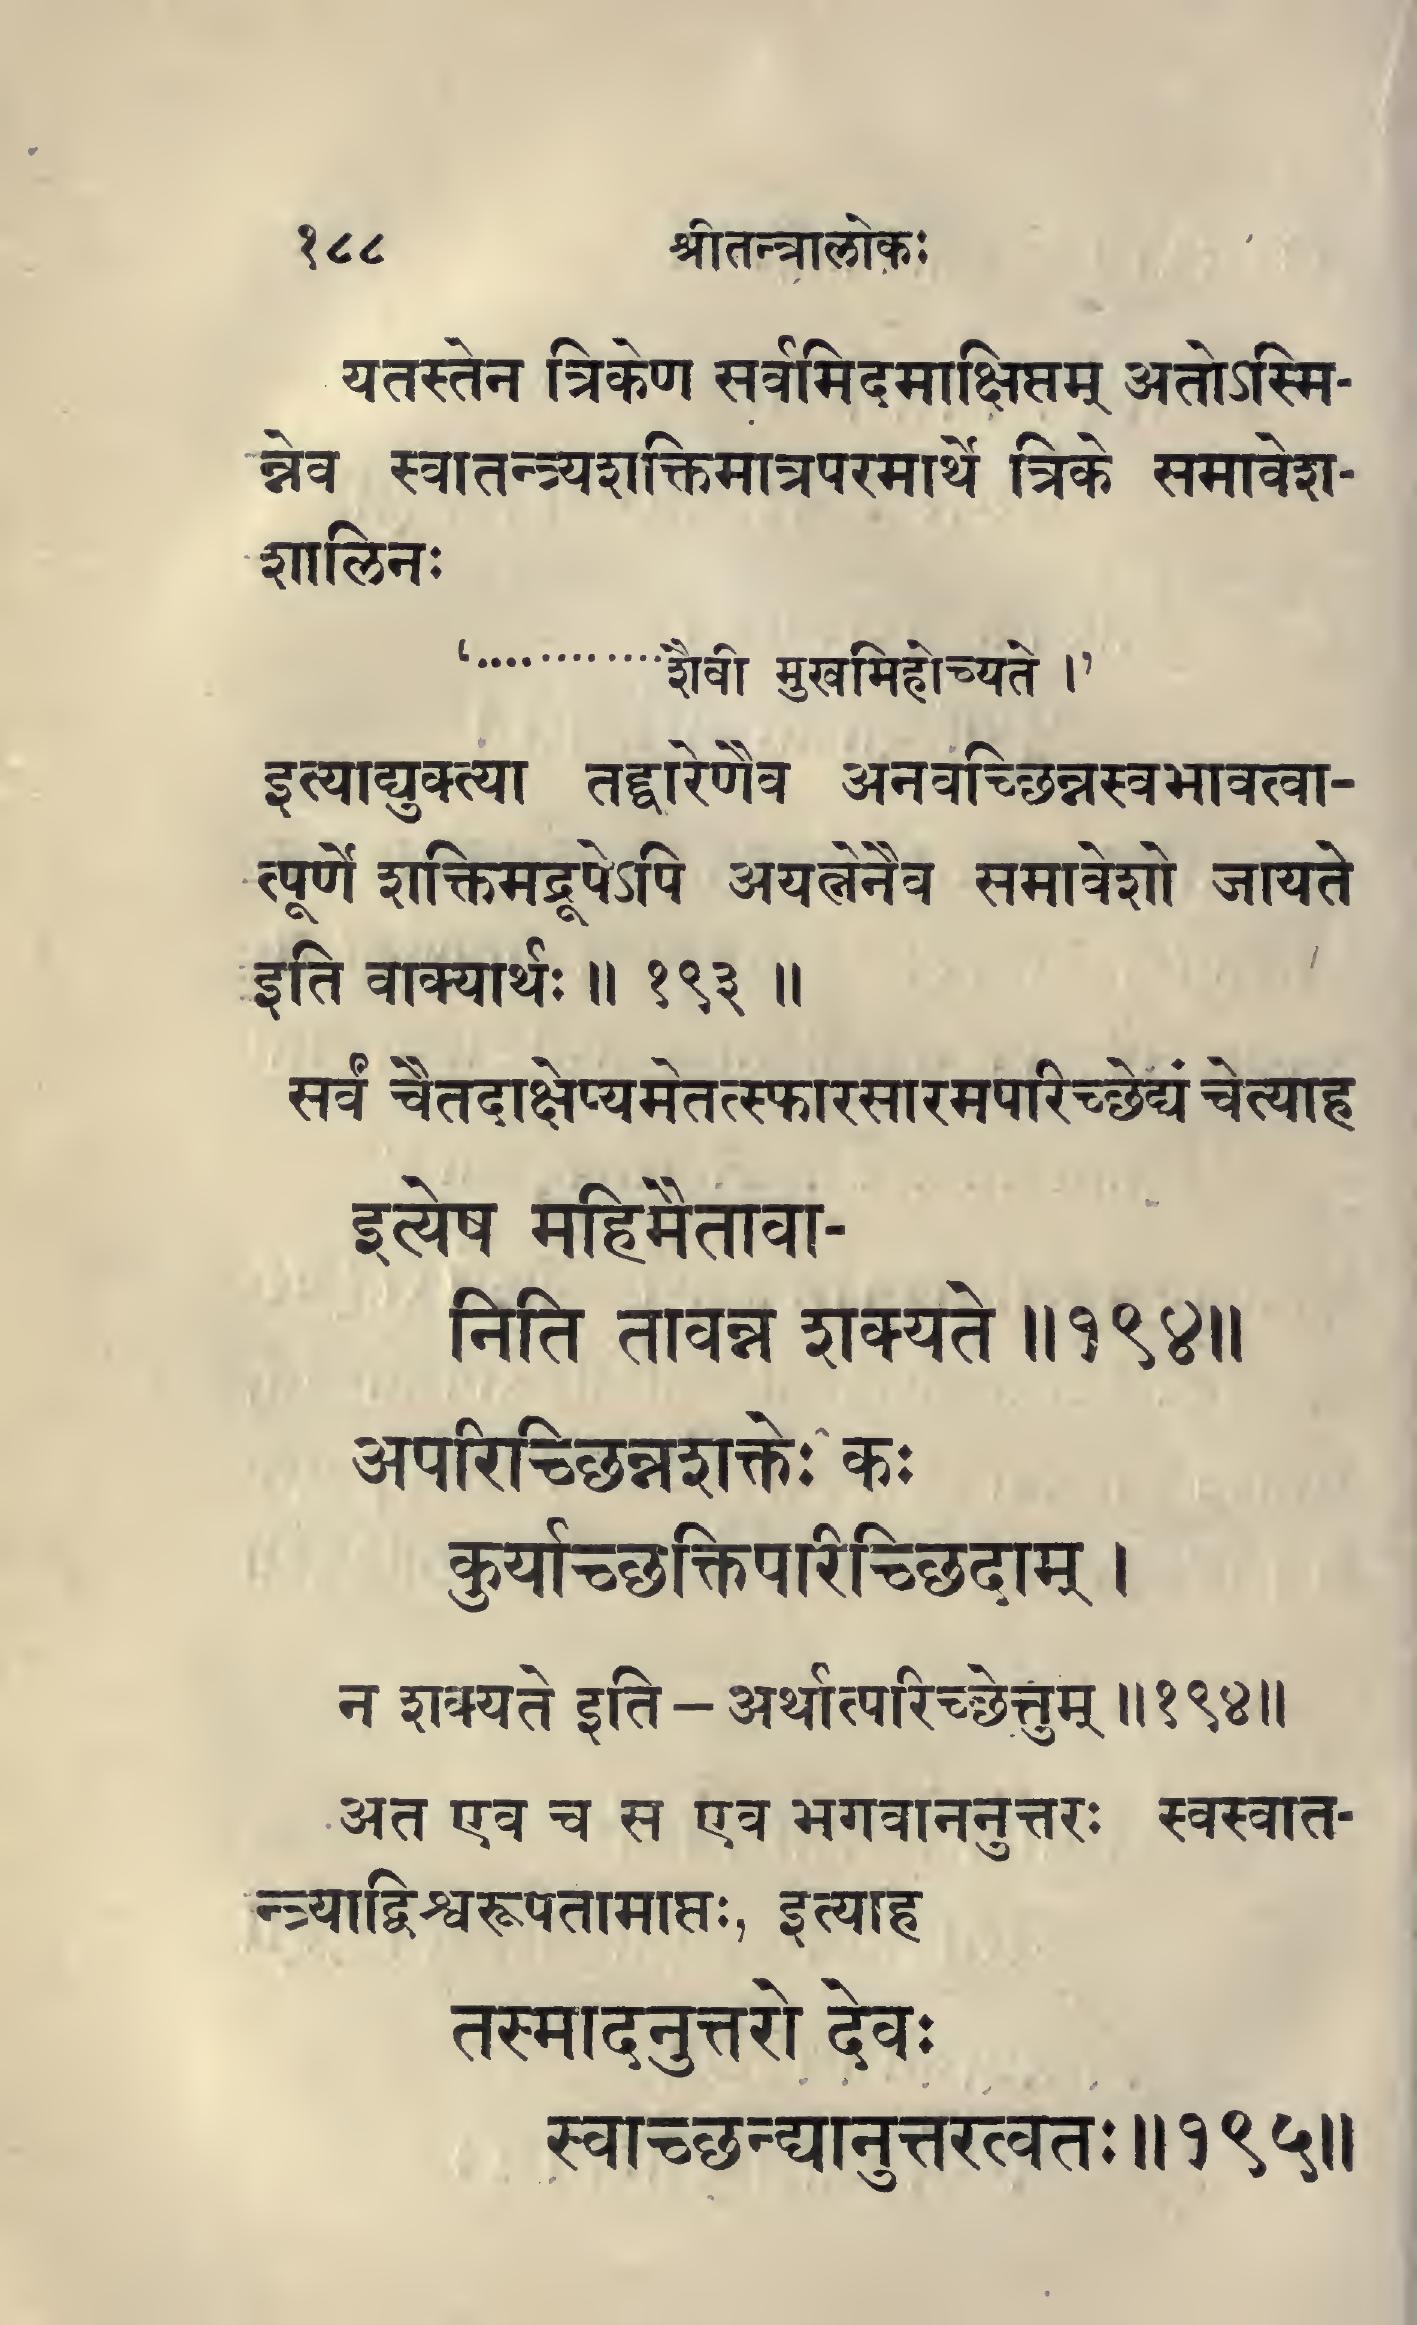 १८८ श्रीतन्त्रालोकः
यतस्तेन त्रिकेण सर्वमिदमाक्षिप्तम् अतोऽस्मि-
न्नेव स्वातन्त्र्यशक्तिमात्रपरमार्थे त्रिके समावेश-
शालिनः
‘............शैवी मुखमिहोच्यते ।’
इत्याद्युक्त्या तद्द्वारेणैव अनवच्छिन्नस्वभावत्वा-
त्पूर्णे शक्तिमद्रूपेऽपि अयत्नेनैव समावेशो जायते
इति वाक्यार्थः ॥ १९३ ॥
सर्वं चैतदाक्षेप्यमेतत्स्फारसारमपरिच्छेद्यं चेत्याह
इत्येष महिमैतावा-
निति तावन्न शक्यते ॥१९४॥
अपरिच्छिन्नशक्तेः कः
कुर्याच्छक्तिपरिच्छिदाम् ।
न शक्यते इति – अर्थात्परिच्छेत्तुम् ॥१९४॥
अत एव च स एव भगवाननुत्तरः स्वस्वात-
न्त्र्याद्विश्वरूपतामाप्तः, इत्याह
तस्मादनुत्तरो देवः
स्वाच्छन्द्यानुत्तरत्वतः॥१९५॥